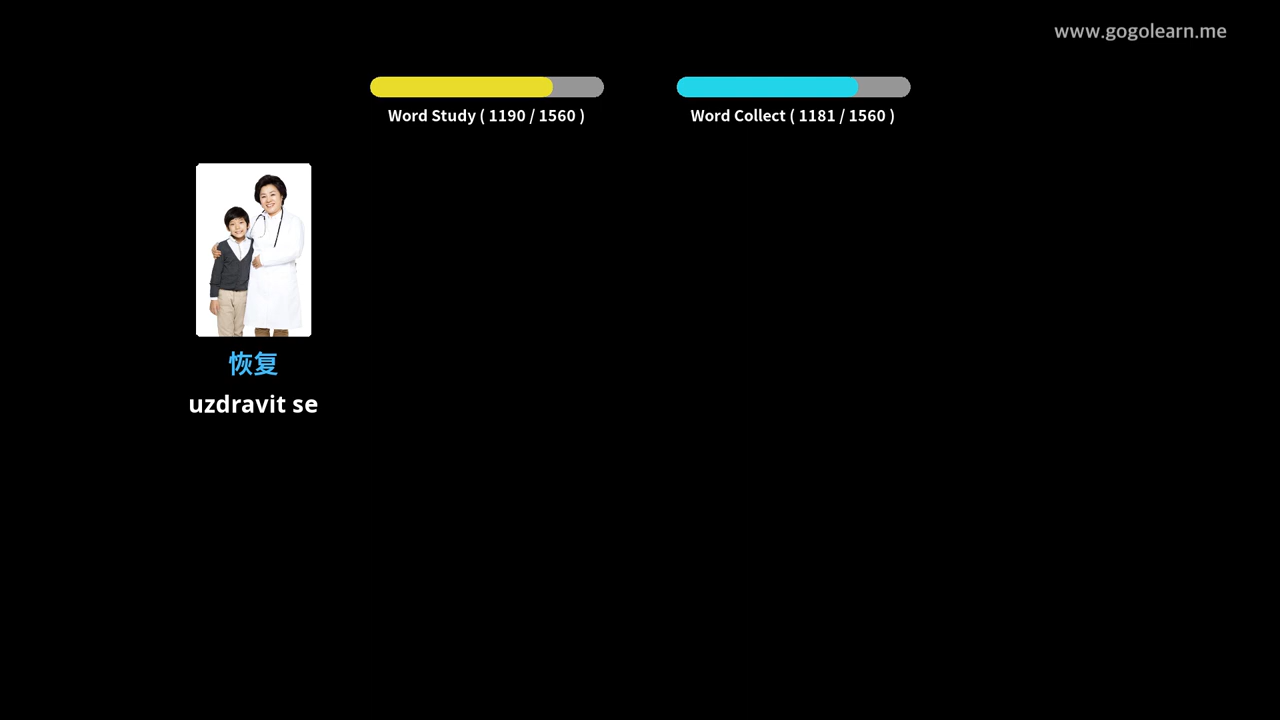 www.gogolearn.me
Word Study ( 1190 / 1560 )
Word Collect ( 1181 / 1560 )
恢复
uzdravit se